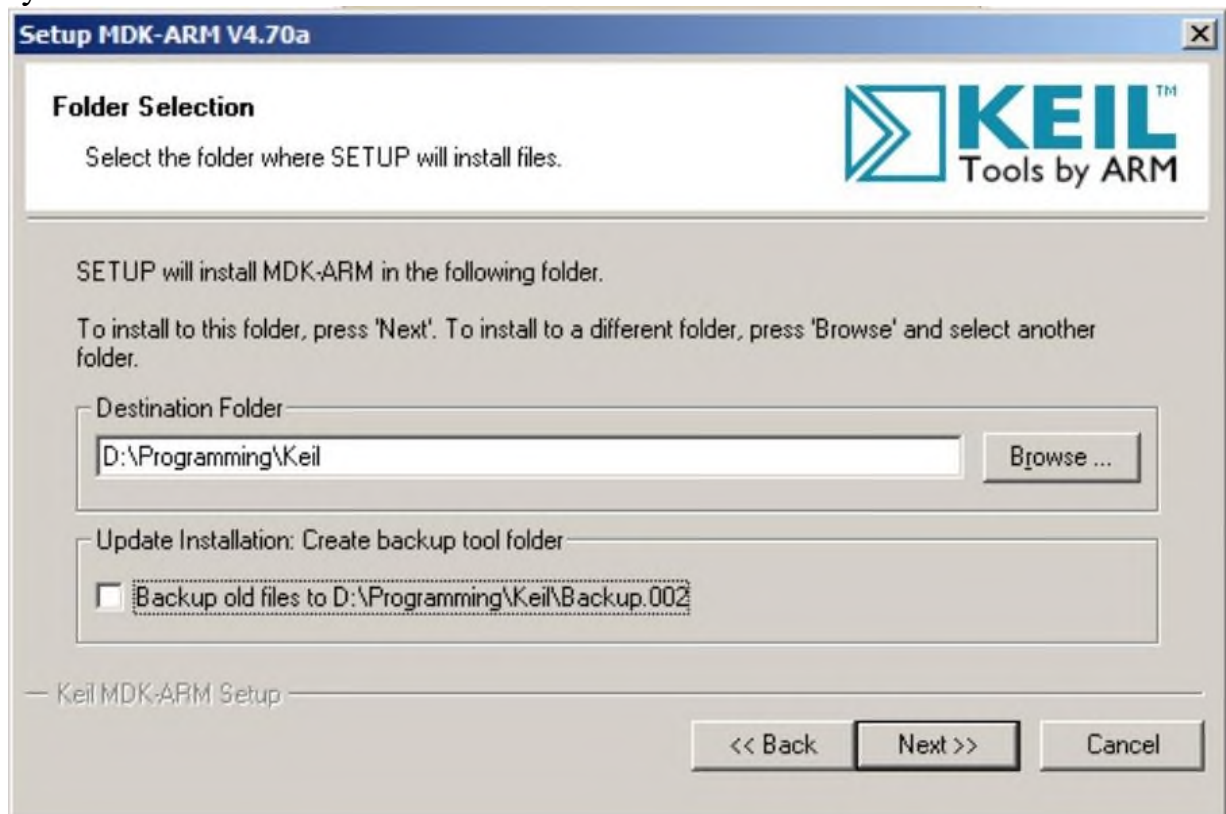 Setup MDK-ARM V4.70a
Folder Selection
Select the folder where SETUP will install files.
KEIL™
Tools by ARM
SETUP will install MDK-ARM in the following folder.
To install to this folder, press 'Next'. To install to a different folder, press 'Browse' and select another
folder.
Destination Folder
D:\Programming\Keil
Browse ...
Update Installation: Create backup tool folder
Backup old files to D:\Programming\Keil\Backup.002
Keil MDK-ARM Setup
<< Back
Next >>
Cancel